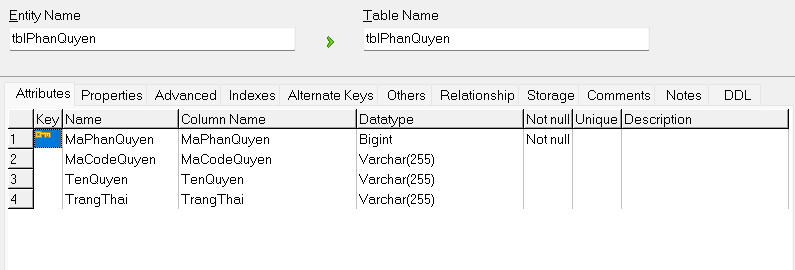 Entity Name Table Name
tblPhanQuyen tblPhanQuyen
Attributes Properties Advanced Indexes Alternate Keys Others Relationship Storage Comments Notes DDL
Key Name Column Name Datatype Not null Unique Description
1 MaPhanQuyen MaPhanQuyen Bigint Not null
2 MaCodeQuyen MaCodeQuyen Varchar(255)
3 TenQuyen TenQuyen Varchar(255)
4 TrangThai TrangThai Varchar(255)